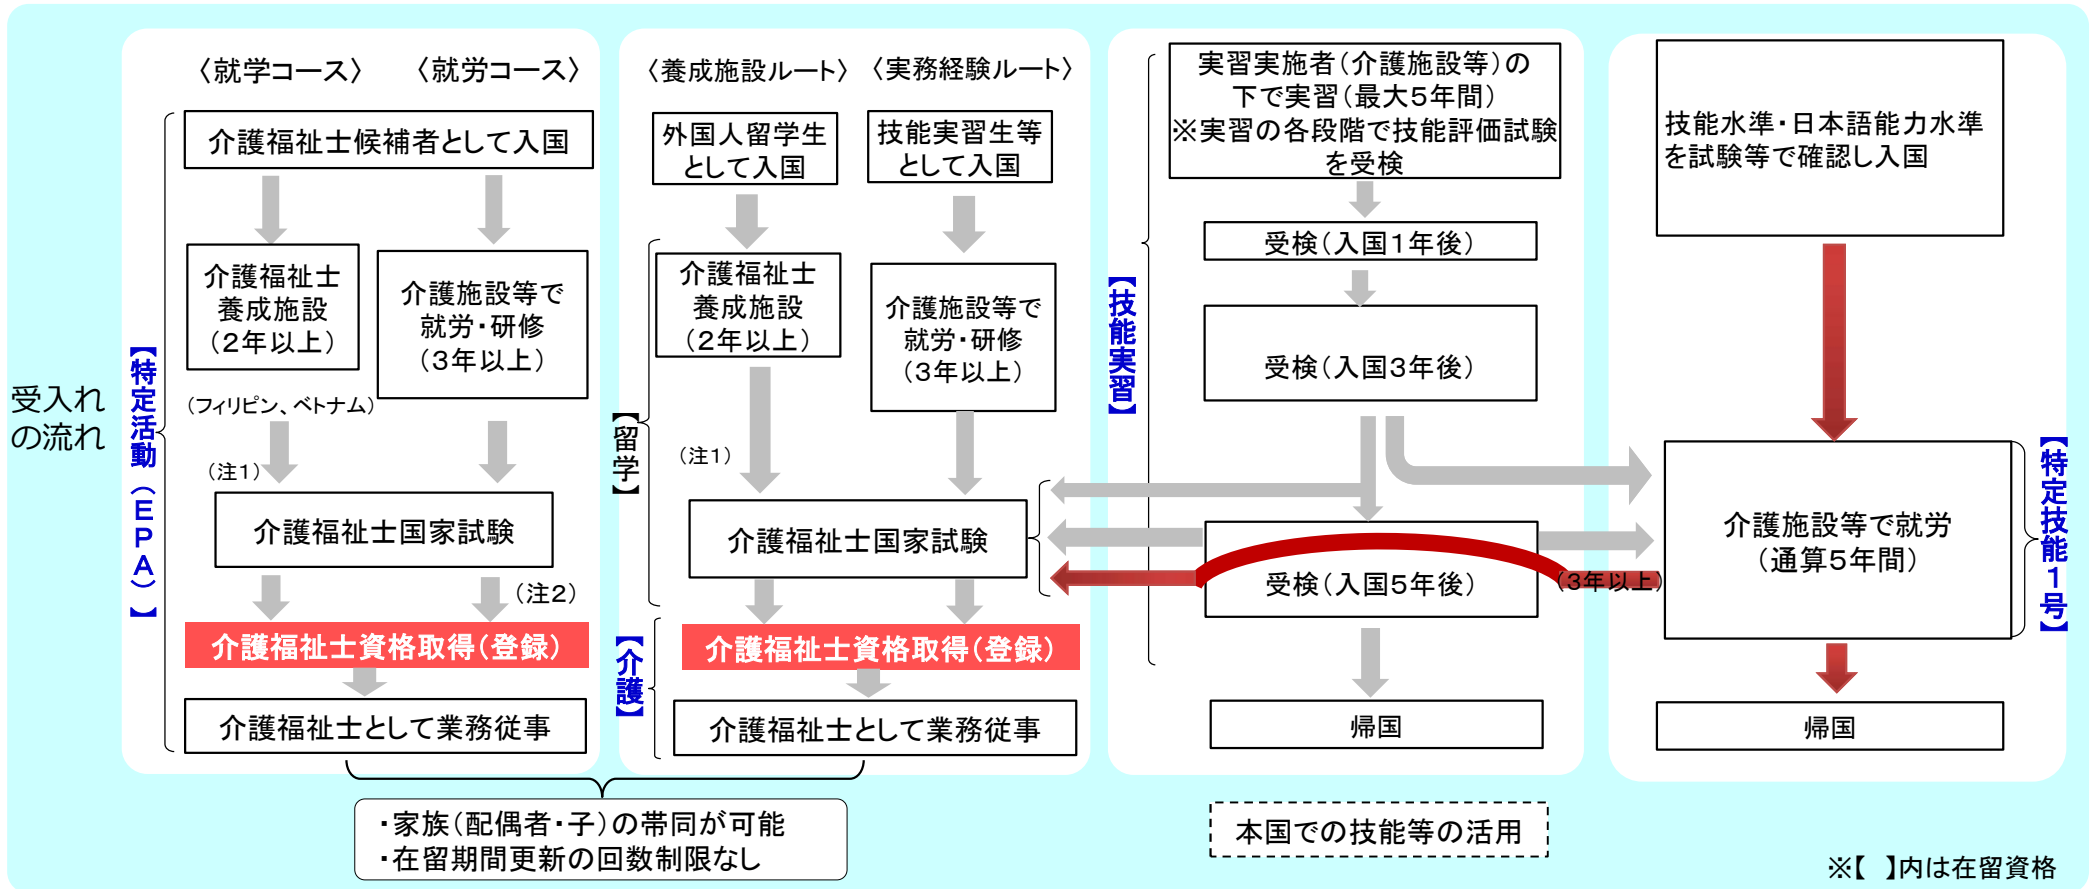 受入れ
の流れ
〈就学コース〉
〈就労コース〉
【特定活動(EPA)】
介護福祉士候補者として入国
介護福祉士
養成施設
(2年以上)
介護施設等で
就労・研修
(3年以上)
(フィリピン、ベトナム)
(注1)
介護福祉士国家試験
(注2)
介護福祉士資格取得(登録)
介護福祉士として業務従事
〈養成施設ルート〉
〈実務経験ルート〉
外国人留学生
として入国
技能実習生等
として入国
【留学】
介護福祉士
養成施設
(2年以上)
介護施設等で
就労・研修
(3年以上)
(注1)
介護福祉士国家試験
【介護】
介護福祉士資格取得(登録)
介護福祉士として業務従事
・家族(配偶者・子)の帯同が可能
・在留期間更新の回数制限なし
【技能実習】
実習実施者(介護施設等)の
下で実習(最大5年間)
※実習の各段階で技能評価試験
を受検
受検(入国1年後)
受検(入国3年後)
受検(入国5年後)
(3年以上)
帰国
本国での技能等の活用
技能水準・日本語能力水準
を試験等で確認し入国
介護施設等で就労
(通算5年間)
【特定技能1号】
帰国
※【 】内は在留資格